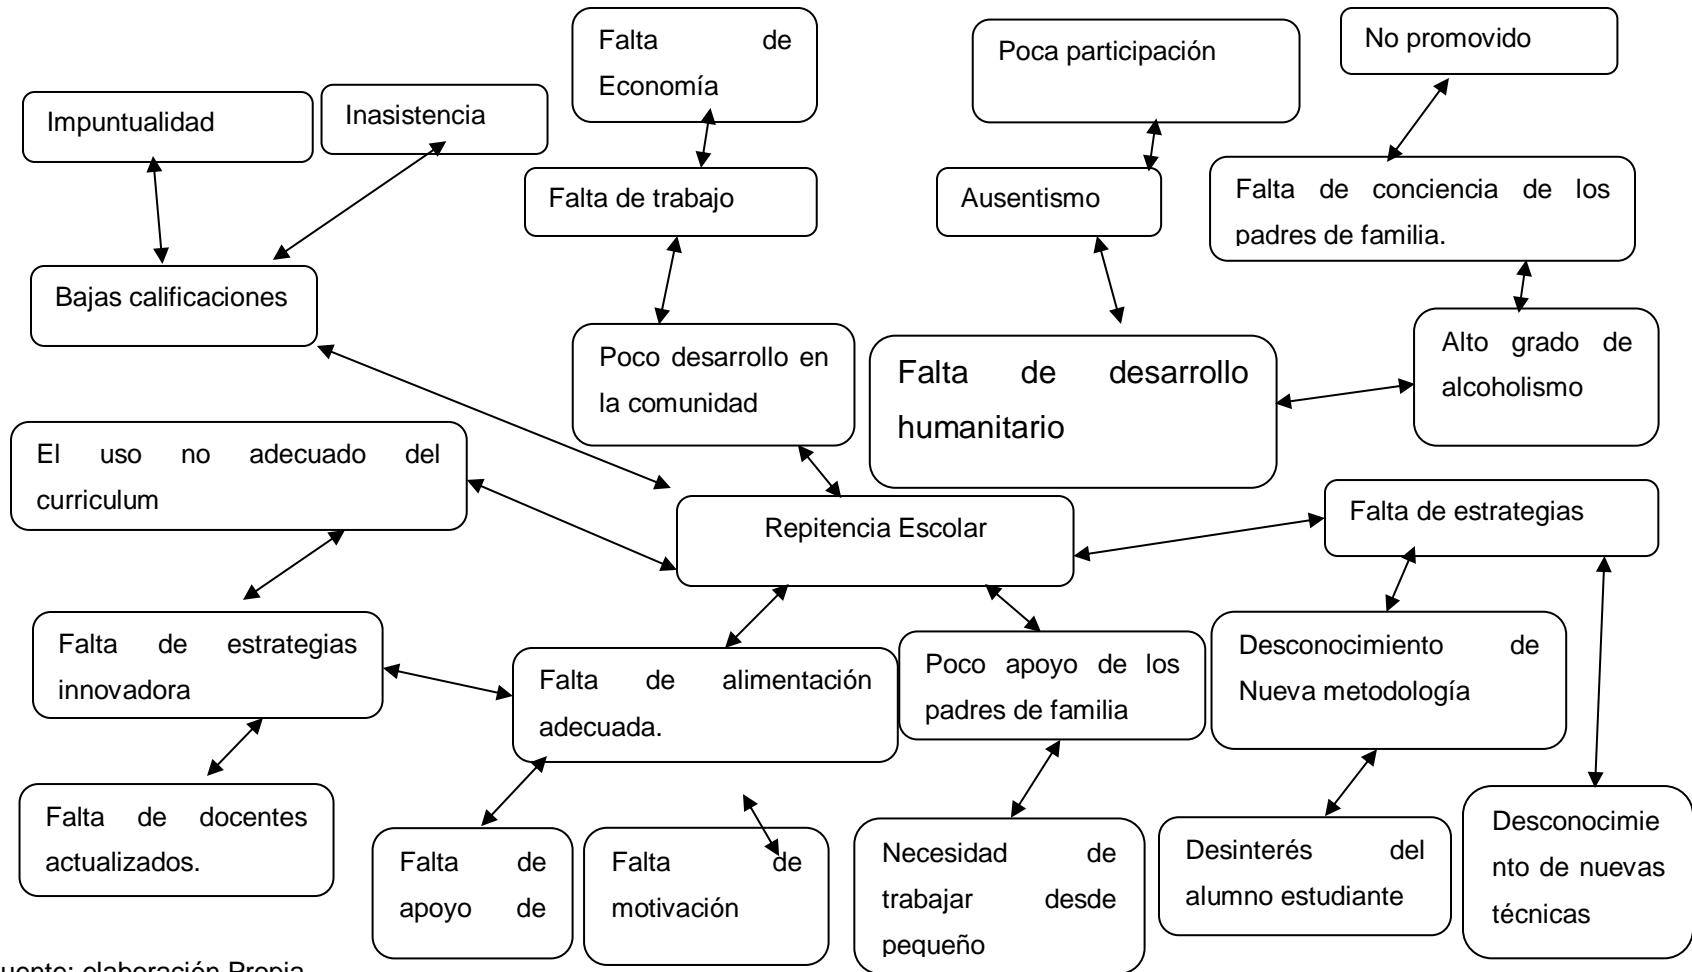 Falta de
Economía
Poca participación
No promovido
Impuntualidad
Inasistencia
Falta de trabajo
Ausentismo
Falta de conciencia de los
padres de familia.
Bajas calificaciones
Poco desarrollo en
la comunidad
Falta de desarrollo
humanitario
Alto grado de
alcoholismo
El uso no adecuado del
curriculum
Repitencia Escolar
Falta de estrategias
Falta de estrategias
innovadora
Falta de alimentación
adecuada.
Poco apoyo de los
padres de familia
Desconocimiento de
Nueva metodología
Falta de docentes
actualizados.
Falta de
apoyo de
Falta de
motivación
Necesidad de
trabajar desde
pequeño
Desinterés del
alumno estudiante
Desconocimie
nto de nuevas
técnicas
uente: elaboración Propia